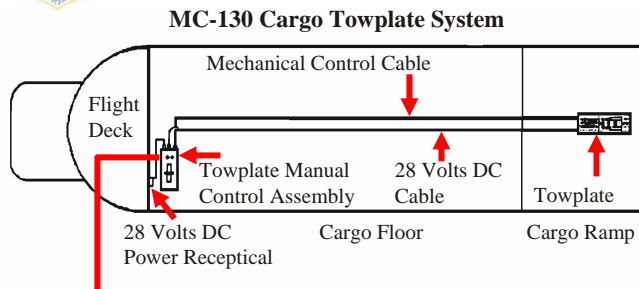 MC-130 Cargo Towplate System
Mechanical Control Cable
Flight
Deck
Towplate Manual
Control Assembly
28 Volts DC
Cable
Towplate
28 Volts DC
Power Receptical
Cargo Floor
Cargo Ramp